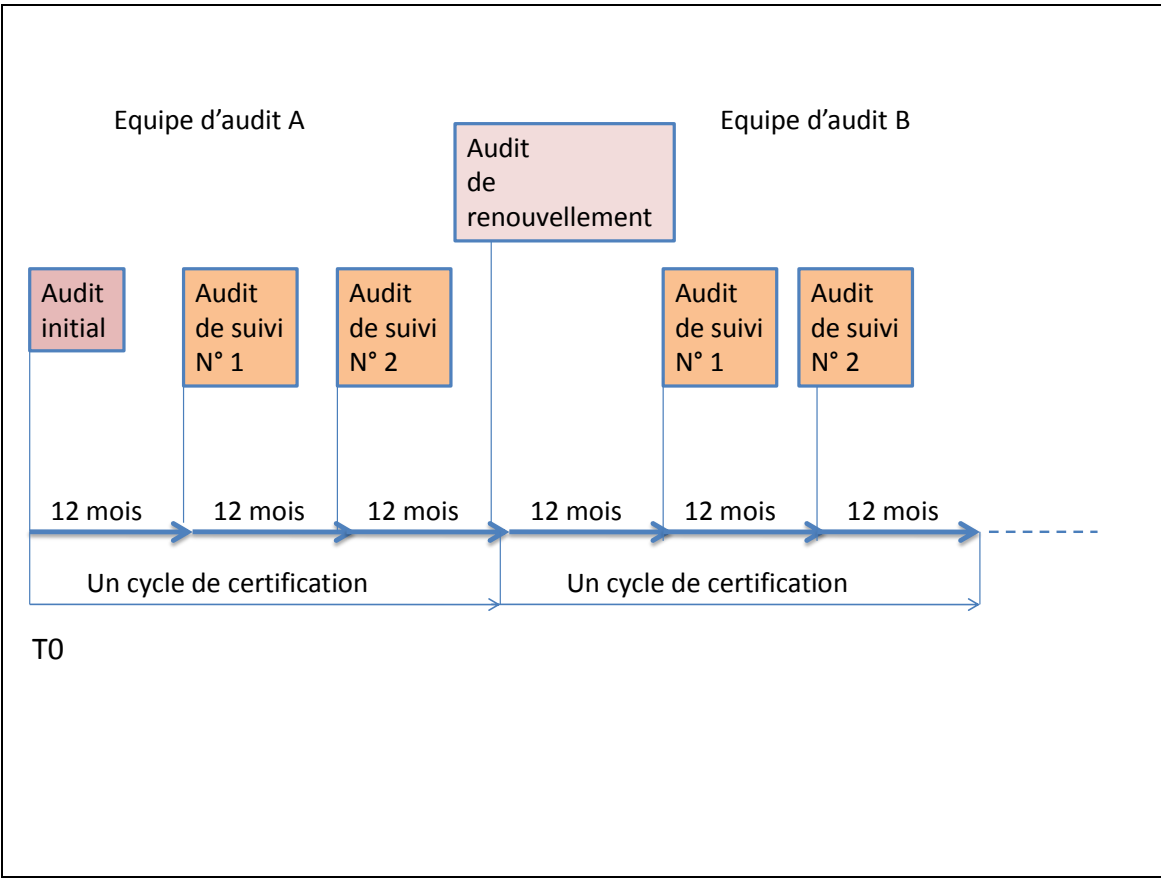 Equipe d’audit A
Equipe d’audit B
Audit
de
renouvellement
Audit
initial
Audit
de suivi
N° 1
Audit
de suivi
N° 2
Audit
de suivi
N° 1
Audit
de suivi
N° 2
12 mois
12 mois
12 mois
12 mois
12 mois
12 mois
Un cycle de certification
Un cycle de certification
T0